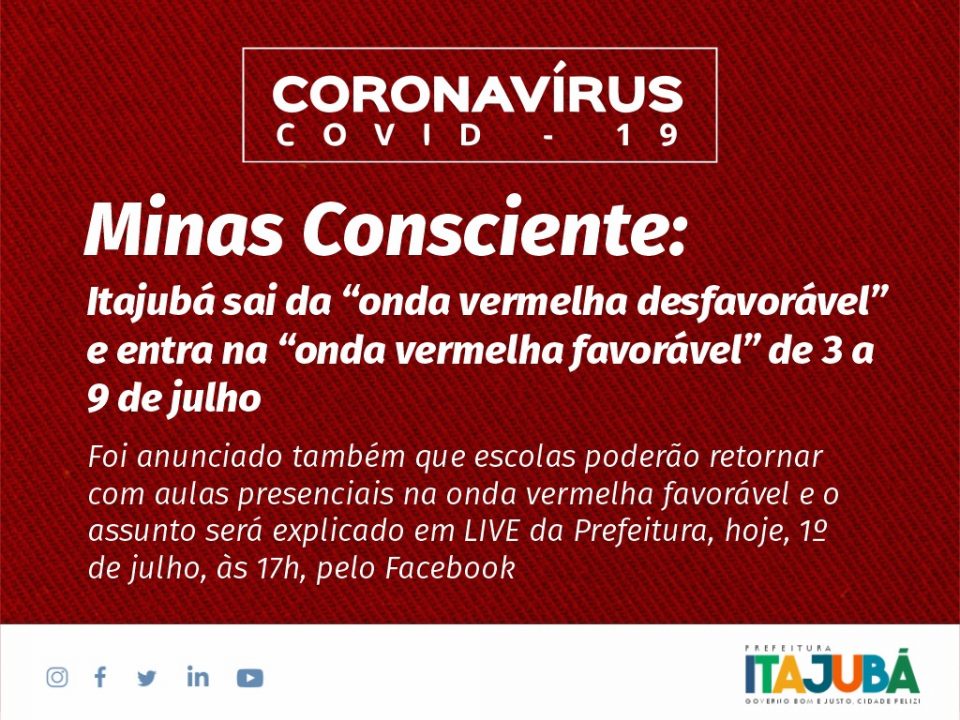 CORONAVÍRUS
COVID - 19
Minas Consciente:
Itajubá sai da “onda vermelha desfavorável”
e entra na “onda vermelha favorável” de 3 a
9 de julho
Foi anunciado também que escolas poderão retornar
com aulas presenciais na onda vermelha favorável e o
assunto será explicado em LIVE da Prefeitura, hoje, 1º
de julho, às 17h, pelo Facebook
PREFEITURA
ITAJUBÁ
GOVERNO BOM E JUSTO, CIDADE FELIZ!